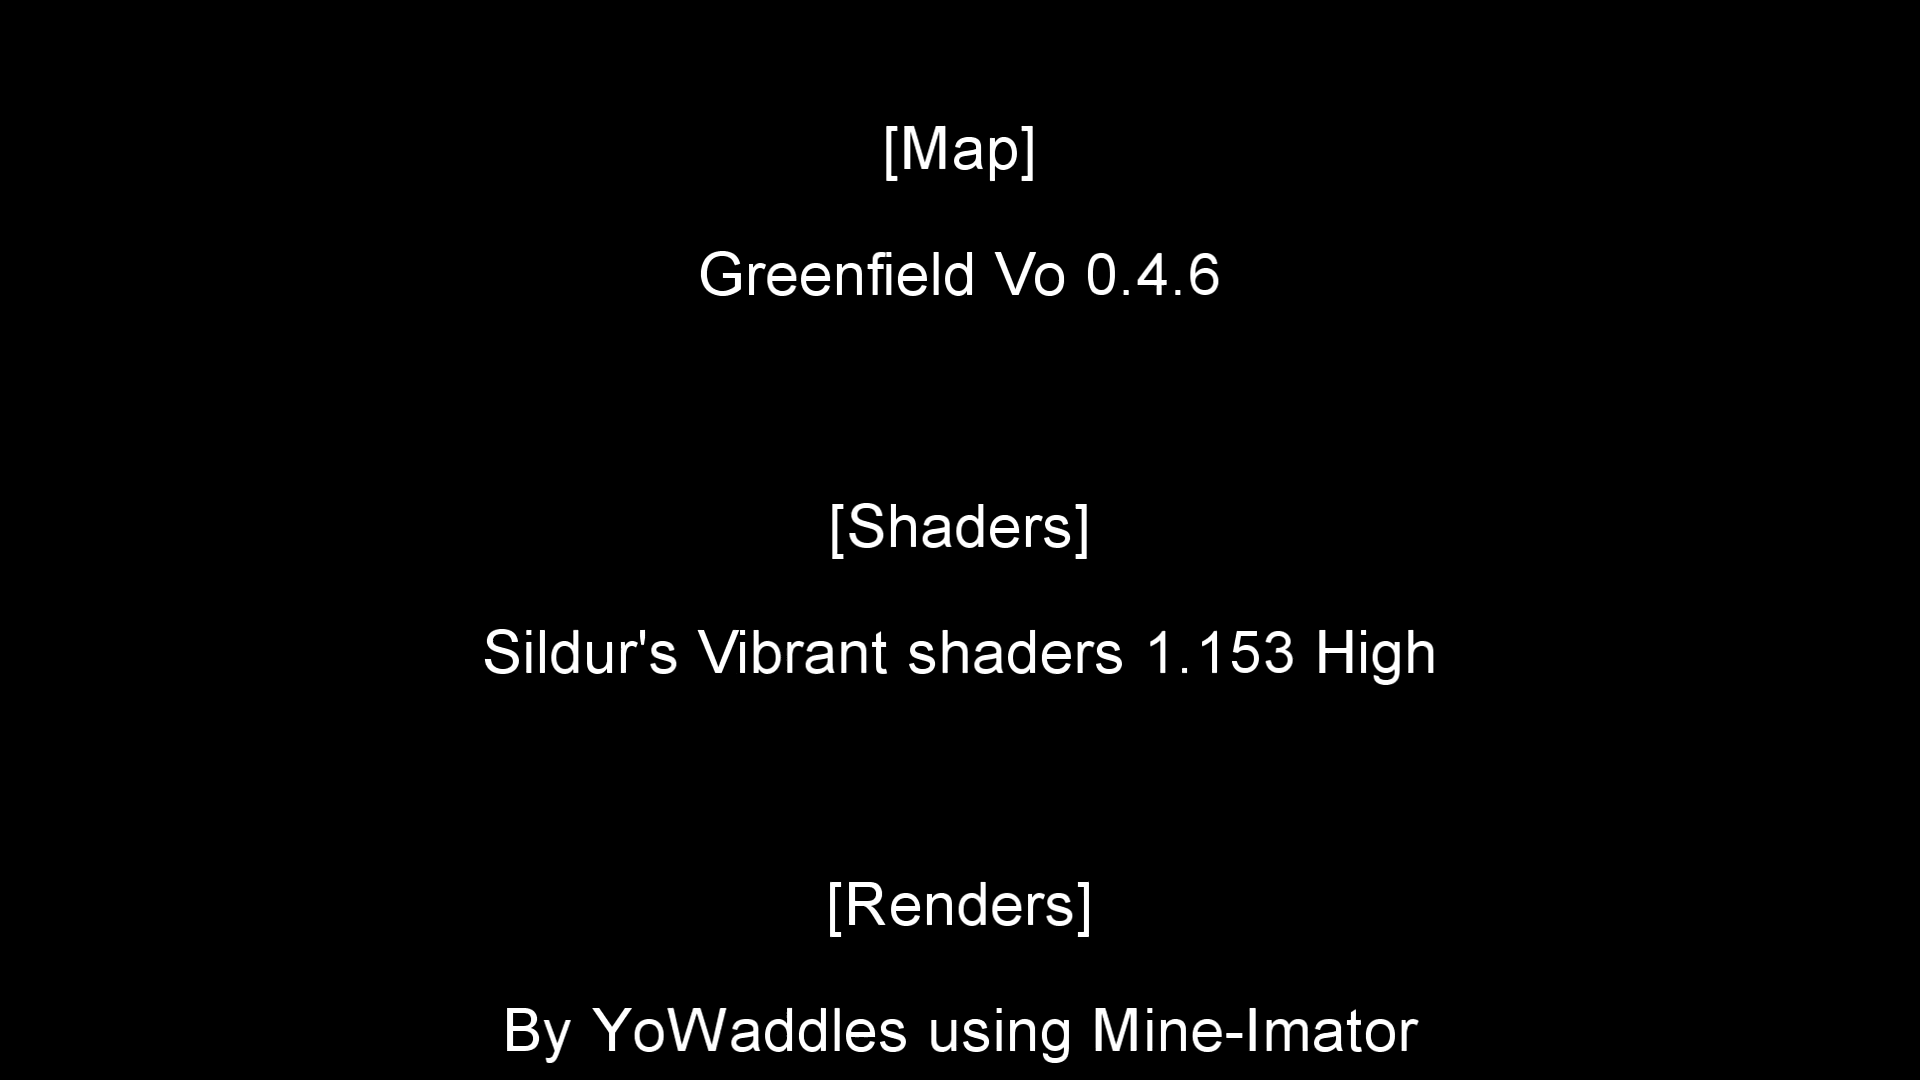 [Map]
Greenfield Vo 0.4.6
[Shaders]
Sildur's Vibrant shaders 1.153 High
[Renders]
By YoWaddles using Mine-Imator